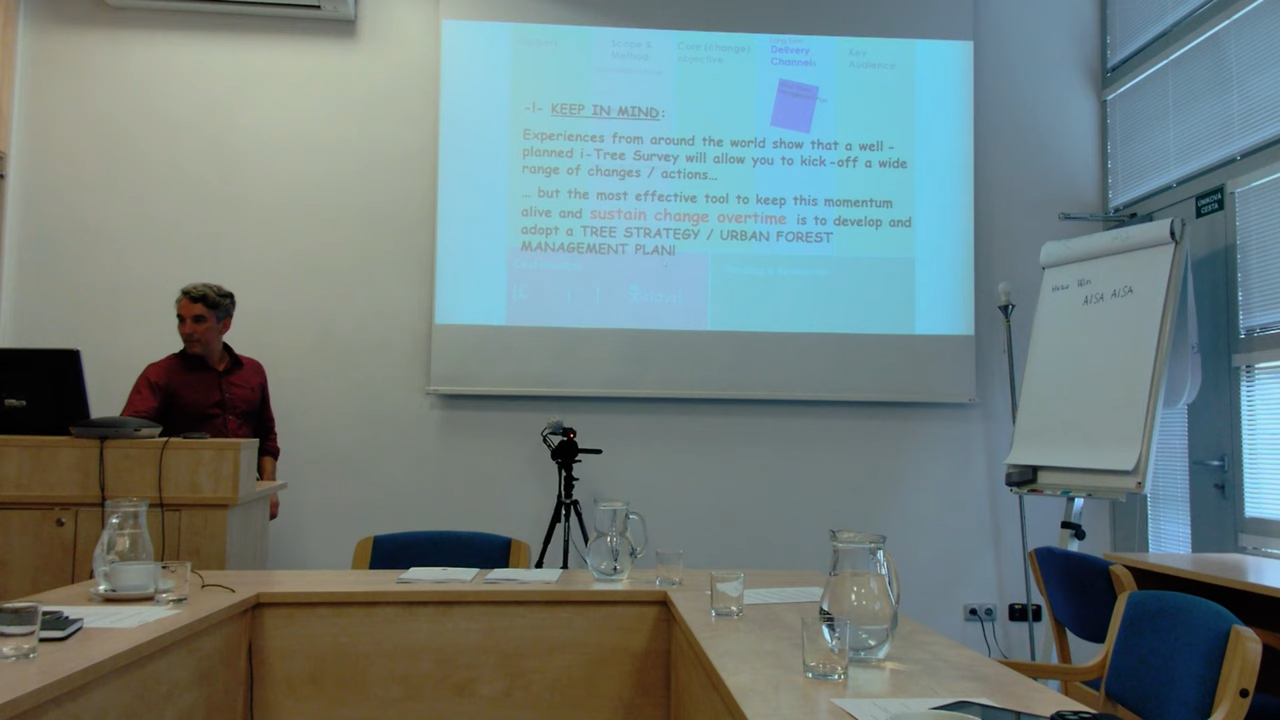 Scope &
Method
Core (change)
objective
Delivery
Channels
Key
Audience
-!- KEEP IN MIND:
Experiences from around the world show that a well -
planned i-Tree Survey will allow you to kick-off a wide
range of changes / actions…
… but the most effective tool to keep this momentum
alive and sustain change overtime is to develop and
adopt a TREE STRATEGY / URBAN FOREST
MANAGEMENT PLAN!
ÚNIKOVÁ
CESTA
AISA AISA